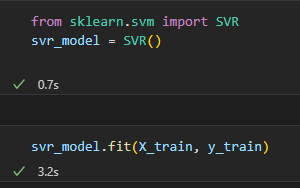 from sklearn.svm import SVR
svr_model = SVR()
✓ 0.7s
svr_model.fit(X_train, y_train)
✓ 3.2s